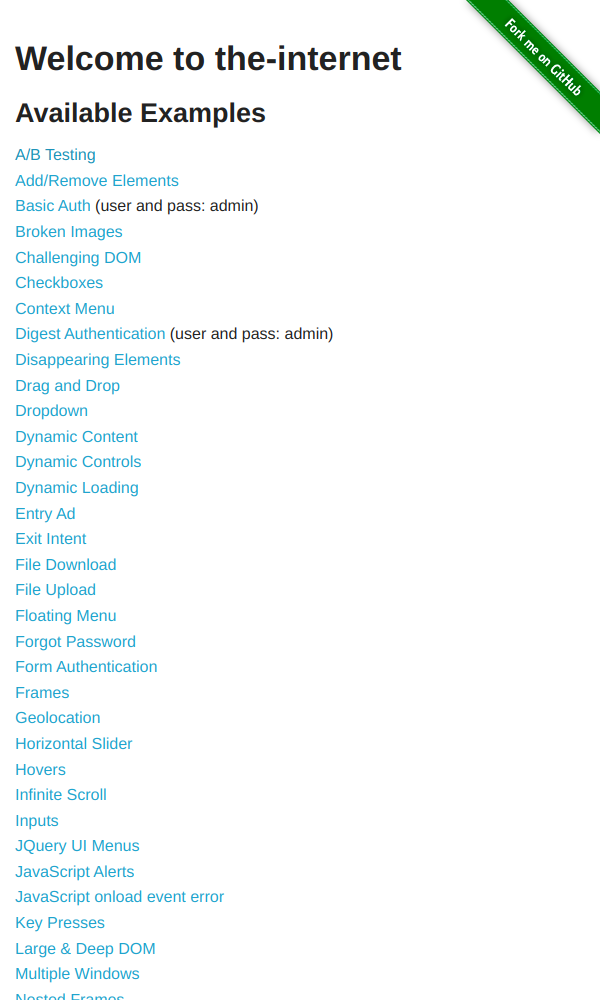 Fork me on GitHub
Welcome to the-internet
Available Examples
A/B Testing
Add/Remove Elements
Basic Auth (user and pass: admin)
Broken Images
Challenging DOM
Checkboxes
Context Menu
Digest Authentication (user and pass: admin)
Disappearing Elements
Drag and Drop
Dropdown
Dynamic Content
Dynamic Controls
Dynamic Loading
Entry Ad
Exit Intent
File Download
File Upload
Floating Menu
Forgot Password
Form Authentication
Frames
Geolocation
Horizontal Slider
Hovers
Infinite Scroll
Inputs
JQuery UI Menus
JavaScript Alerts
JavaScript onload event error
Key Presses
Large & Deep DOM
Multiple Windows
Nested Frames